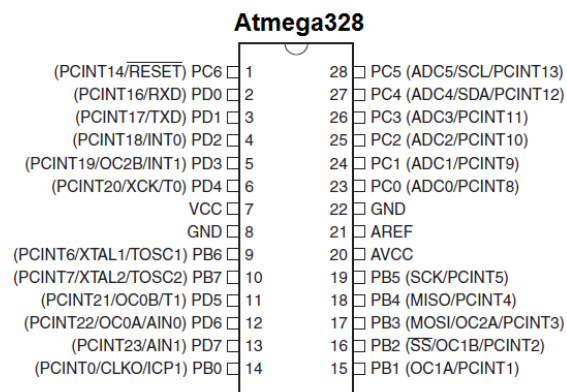 Atmega328
(PCINT14/RESET) PC6 1 28 PC5 (ADC5/SCL/PCINT13)
(PCINT16/RXD) PD0 2 27 PC4 (ADC4/SDA/PCINT12)
(PCINT17/TXD) PD1 3 26 PC3 (ADC3/PCINT11)
(PCINT18/INT0) PD2 4 25 PC2 (ADC2/PCINT10)
(PCINT19/OC2B/INT1) PD3 5 24 PC1 (ADC1/PCINT9)
(PCINT20/XCK/T0) PD4 6 23 PC0 (ADC0/PCINT8)
VCC 7 22 GND
GND 8 21 AREF
(PCINT6/XTAL1/TOSC1) PB6 9 20 AVCC
(PCINT7/XTAL2/TOSC2) PB7 10 19 PB5 (SCK/PCINT5)
(PCINT21/OC0B/T1) PD5 11 18 PB4 (MISO/PCINT4)
(PCINT22/OC0A/AIN0) PD6 12 17 PB3 (MOSI/OC2A/PCINT3)
(PCINT23/AIN1) PD7 13 16 PB2 (SS/OC1B/PCINT2)
(PCINT0/CLKO/ICP1) PB0 14 15 PB1 (OC1A/PCINT1)